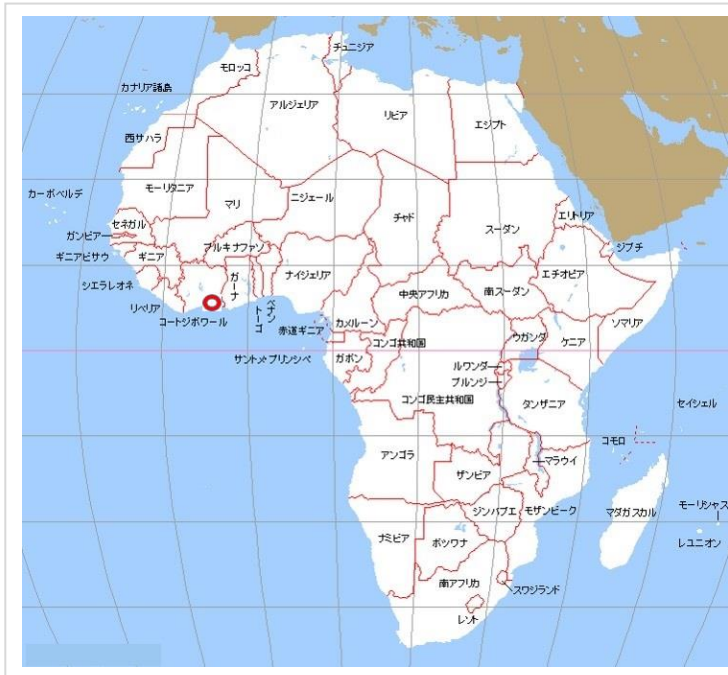 チュニジア
モロッコ
カナリア諸島
アルジェリア
リビア
エジプト
西サハラ
モーリタニア
カーボベルデ
マリ
ニジェール
チャド
スーダン
エリトリア
セネガル
ガンビア
ギニアビサウ
ギニア
ブルキナファソ
ジブチ
ナイジェリア
ガーナ
エチオピア
シエラレオネ
中央アフリカ
南スーダン
リベリア
コートジボワール
トーゴ
ベナン
赤道ギニア
カメルーン
ソマリア
コンゴ共和国
ウガンダ
ケニア
サントメプリンシペ
ガボン
ルワンダ
ブルンジ
コンゴ民主共和国
タンザニア
セイシェル
コモロ
アンゴラ
マラウイ
ザンビア
モーリシャス
ジンバブエ
モザンビーク
マダガスカル
ナミビア
ボツワナ
レユニオン
南アフリカ
スワジランド
レソト